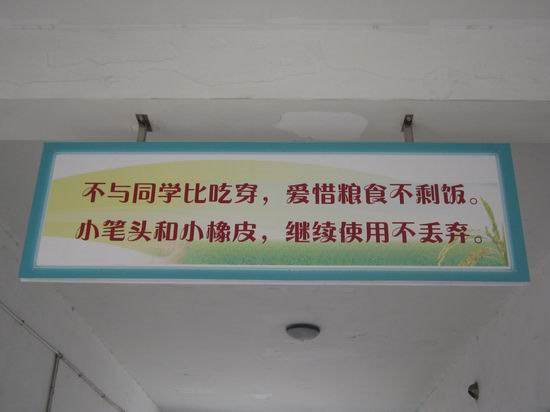 不与同学比吃穿，爱惜粮食不剩饭。
小笔头和小橡皮，继续使用不丢弃。